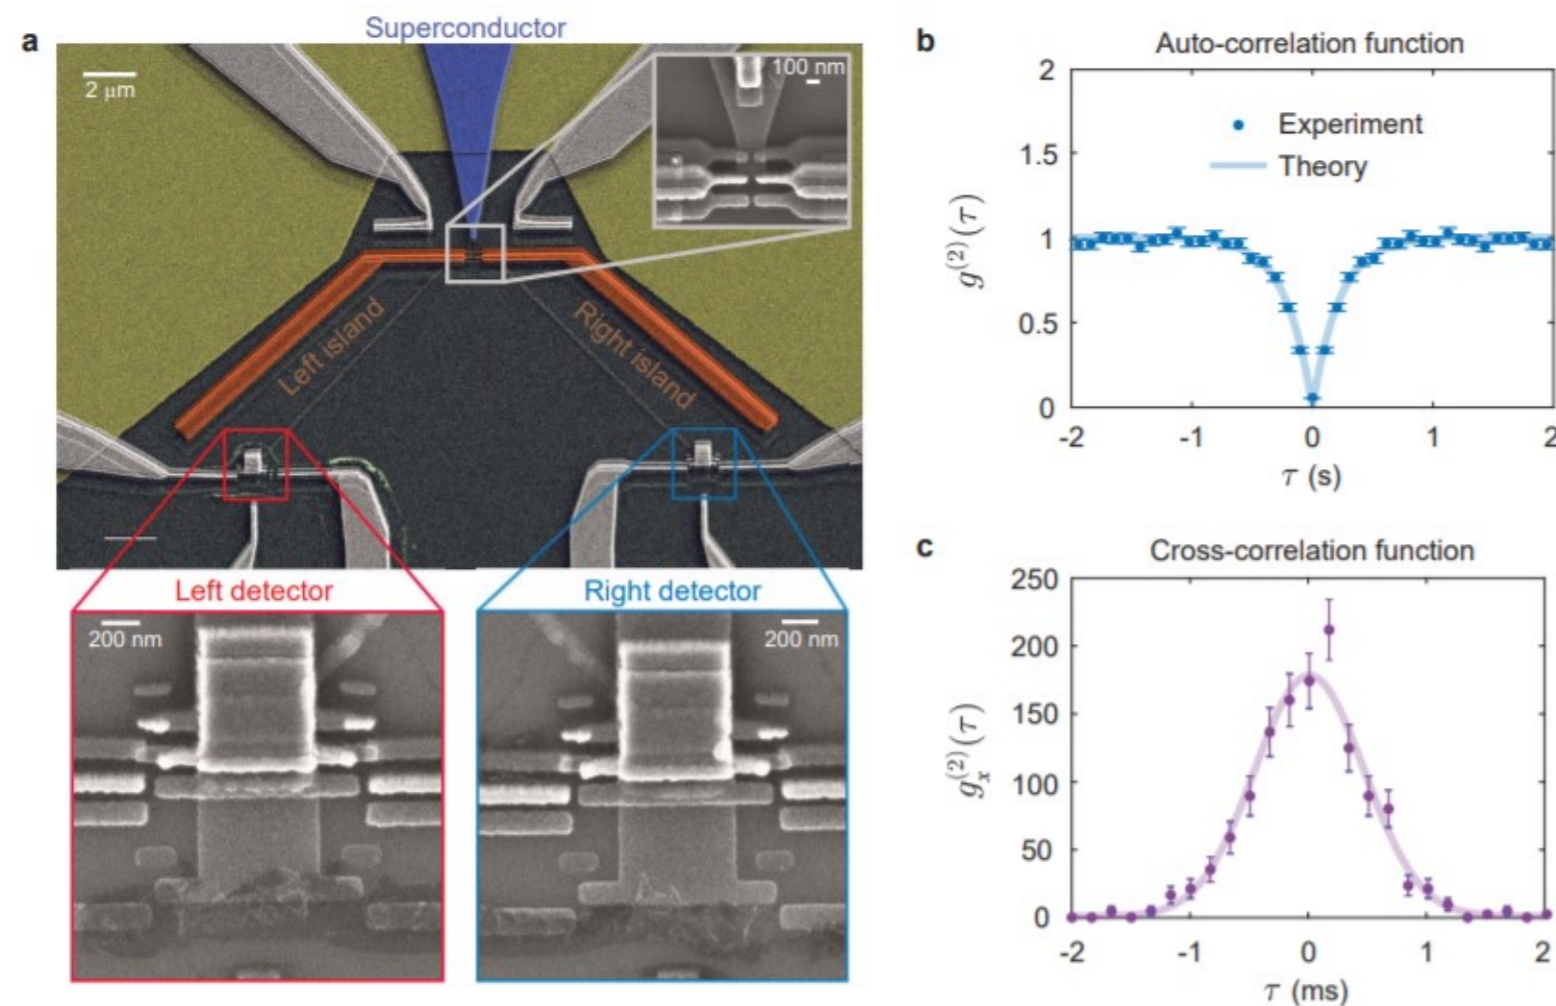 a
Superconductor
2 μm
100 nm
Left island
Right island
Left detector
200 nm
Right detector
200 nm
b
Auto-correlation function
2
1.5
1
0.5
0
g^(2)(τ)
Experiment
Theory
-2 -1 0 1 2
τ (s)
c
Cross-correlation function
250
200
150
100
50
0
g_x^(2)(τ)
-2 -1 0 1 2
τ (ms)